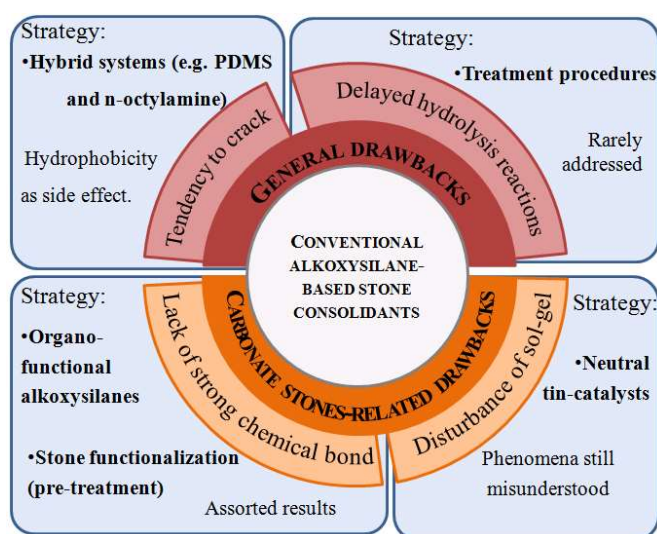 Strategy:
•Hybrid systems (e.g. PDMS
and n-octylamine)
Hydrophobicity
as side effect.
Tendency to crack
Strategy:
•Treatment procedures
Rarely
addressed
Delayed hydrolysis reactions
GENERAL DRAWBACKS
CONVENTIONAL
ALKOXYSILANE-
BASED STONE
CONSOLIDANTS
CARBONATE STONES-RELATED DRAWBACKS
Strategy:
•Organo-
functional
alkoxysilanes
•Stone functionalization
(pre-treatment)
Assorted results
Lack of strong chemical bond
Disturbance of sol-gel
Strategy:
•Neutral
tin-catalysts
Phenomena still
misunderstood